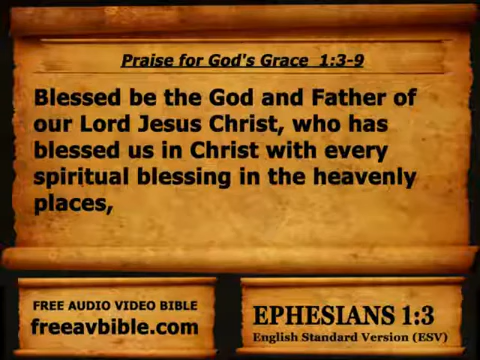 Praise for God's Grace 1:3-9
Blessed be the God and Father of
our Lord Jesus Christ, who has
blessed us in Christ with every
spiritual blessing in the heavenly
places,
FREE AUDIO VIDEO BIBLE
freeavbible.com
EPHESIANS 1:3
English Standard Version (ESV)